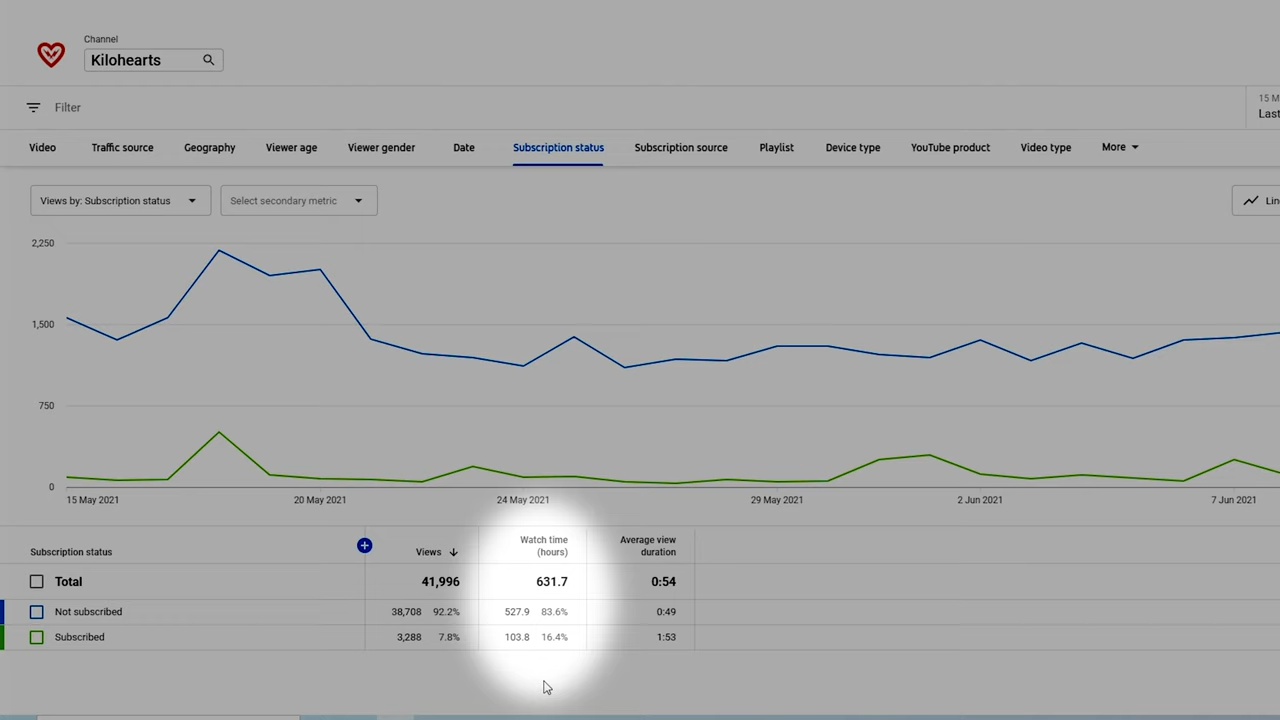 Channel
Kilohearts
Filter
15 M
Last
Video Traffic source Geography Viewer age Viewer gender Date Subscription status Subscription source Playlist Device type YouTube product Video type More
Views by: Subscription status Select secondary metric Lin
2,250
1,500
750
0
15 May 2021 20 May 2021 24 May 2021 29 May 2021 2 Jun 2021 7 Jun 2021
Subscription status Views Watch time (hours) Average view duration
Total 41,996 631.7 0:54
Not subscribed 38,708 92.2% 527.9 83.6% 0:49
Subscribed 3,288 7.8% 103.8 16.4% 1:53